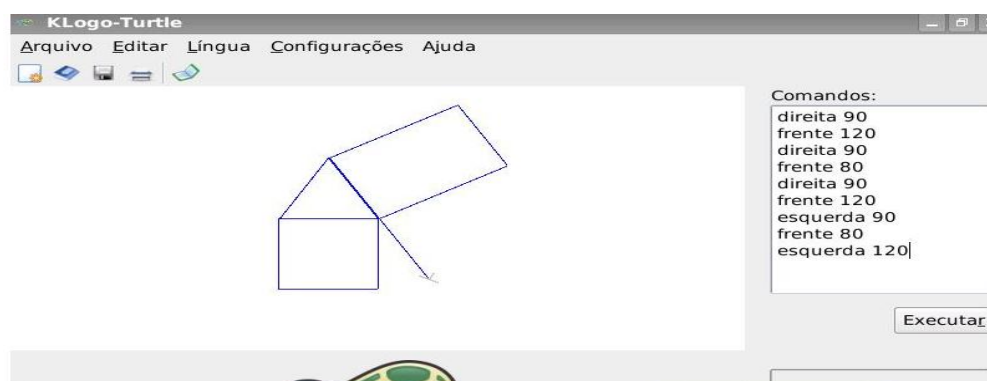 KLogo-Turtle
Arquivo Editar Língua Configurações Ajuda
Comandos:
direita 90
frente 120
direita 90
frente 80
direita 90
frente 120
esquerda 90
frente 80
esquerda 120
Executar